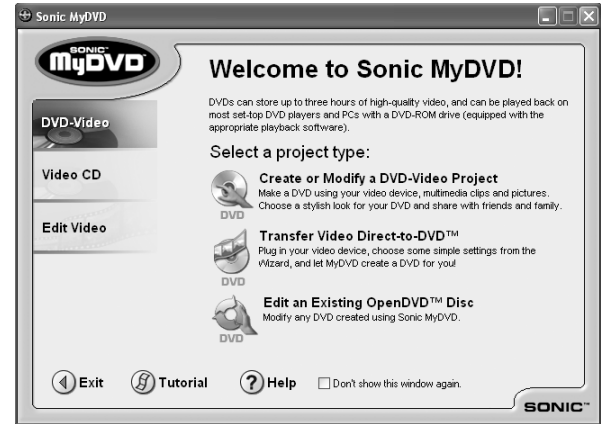 Sonic MyDVD
SONIC™
MyDVD
Welcome to Sonic MyDVD!
DVDs can store up to three hours of high-quality video, and can be played back on
most set-top DVD players and PCs with a DVD-ROM drive (equipped with the
appropriate playback software).
DVD-Video
Video CD
Edit Video
Select a project type:
Create or Modify a DVD-Video Project
Make a DVD using your video device, multimedia clips and pictures.
Choose a stylish look for your DVD and share with friends and family.
DVD
Transfer Video Direct-to-DVD™
Plug in your video device, choose some simple settings from the
Wizard, and let MyDVD create a DVD for you!
DVD
Edit an Existing OpenDVD™ Disc
Modify any DVD created using Sonic MyDVD.
DVD
Exit
Tutorial
? Help
Don't show this window again.
SONIC™